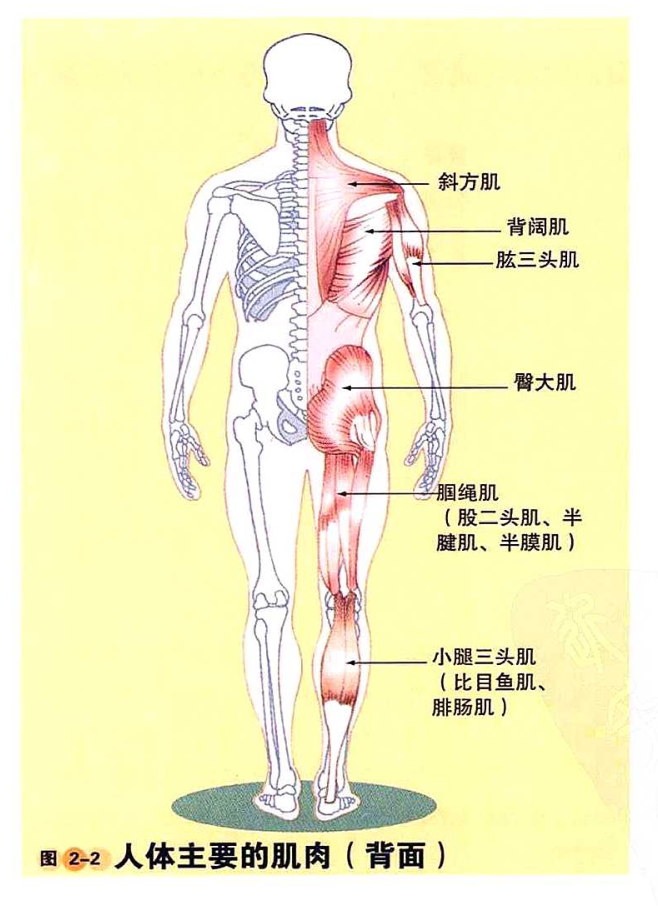 斜方肌
背阔肌
肱三头肌
臀大肌
腘绳肌
（股二头肌、半
腱肌、半膜肌）
小腿三头肌
（比目鱼肌、
腓肠肌）
图 2-2 人体主要的肌肉（背面）